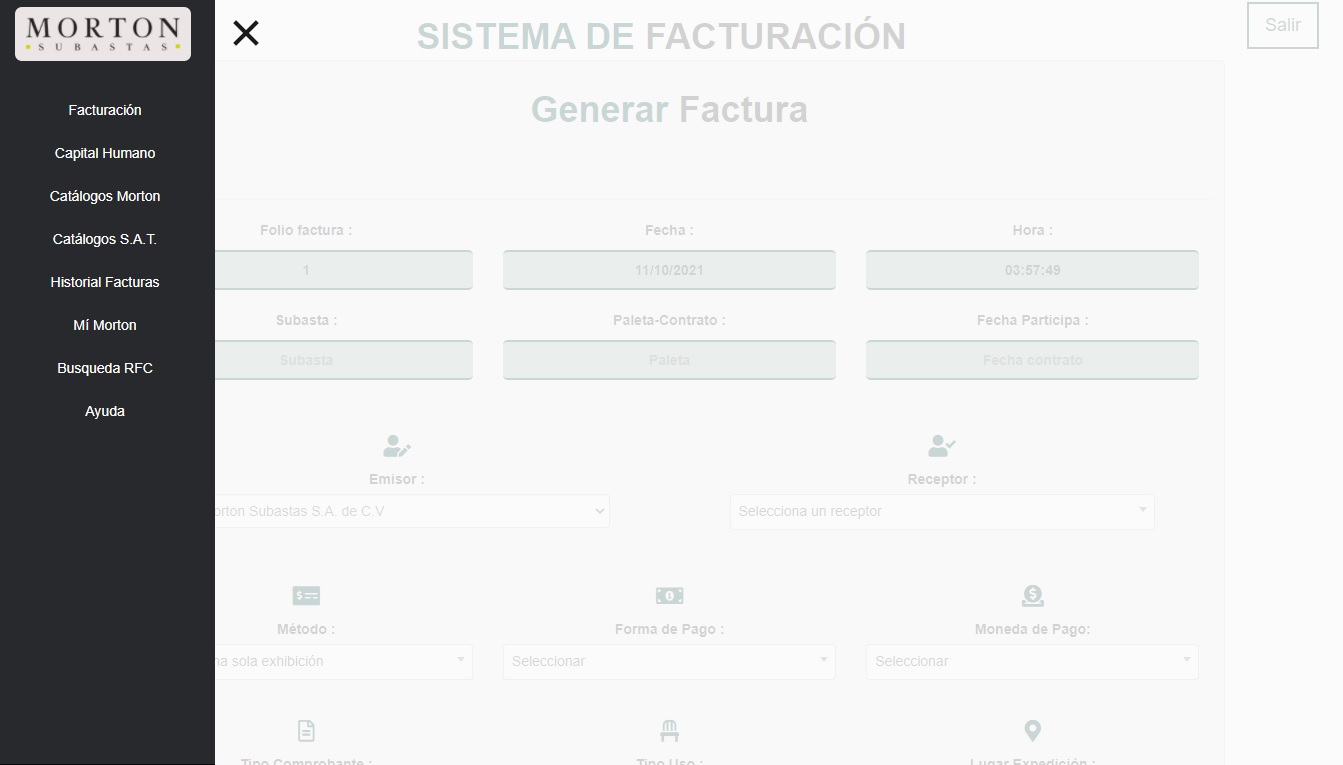 MORTON
SUBASTAS
Facturación
Capital Humano
Catálogos Morton
Catálogos S.A.T.
Historial Facturas
Mí Morton
Busqueda RFC
Ayuda
SISTEMA DE FACTURACIÓN
Salir
Generar Factura
Folio factura : Fecha : Hora :
1 11/10/2021 03:57:49
Subasta : Paleta-Contrato : Fecha Participa :
Subasta Paleta Fecha contrato
Emisor : Receptor :
orton Subastas S.A. de C.V Selecciona un receptor
Método : Forma de Pago : Moneda de Pago:
na sola exhibición Seleccionar Seleccionar
Tipo Comprobante : Tipo Uso : Lugar Expedición :